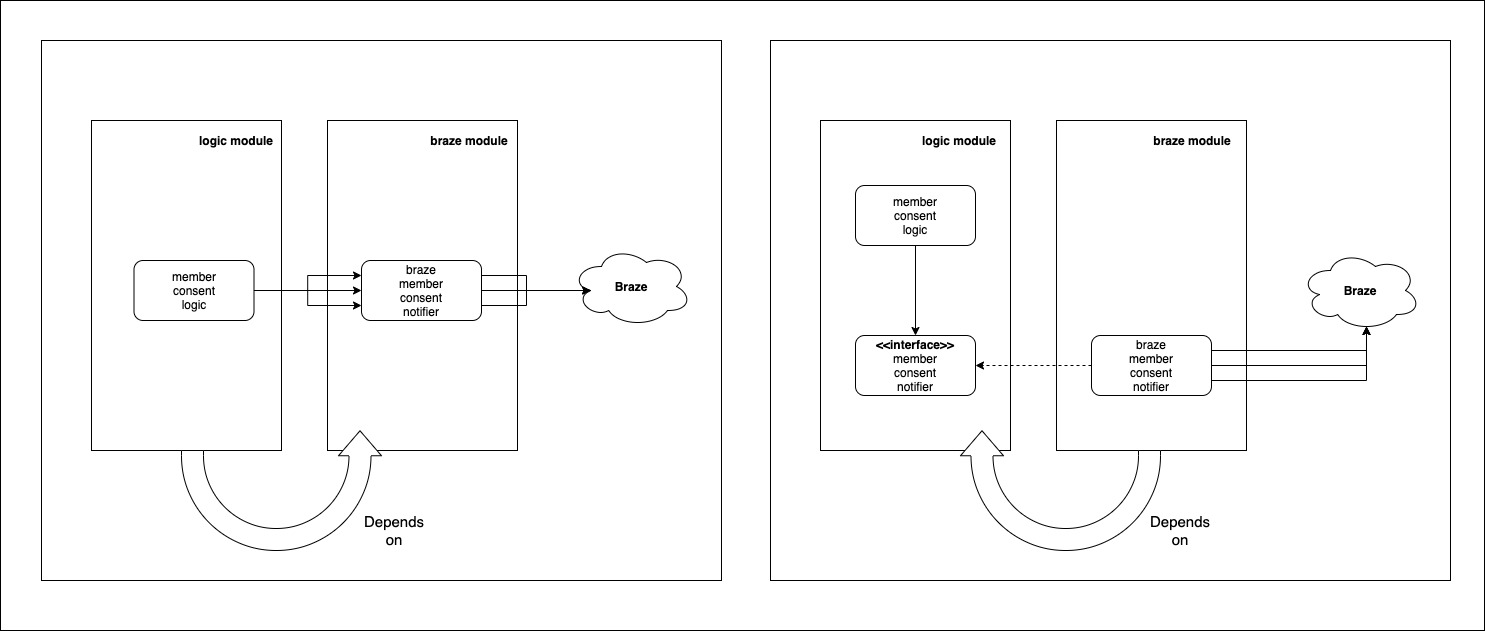 logic module
braze module
member
consent
logic
braze
member
consent
notifier
Braze
Depends
on
logic module
braze module
member
consent
logic
<<interface>>
member
consent
notifier
braze
member
consent
notifier
Braze
Depends
on